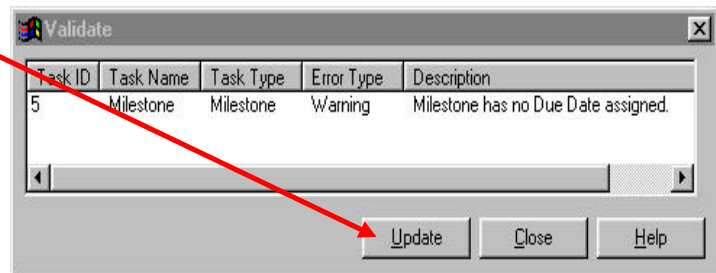 Validate
Task ID Task Name Task Type Error Type Description
5 Milestone Milestone Warning Milestone has no Due Date assigned.
Update Close Help